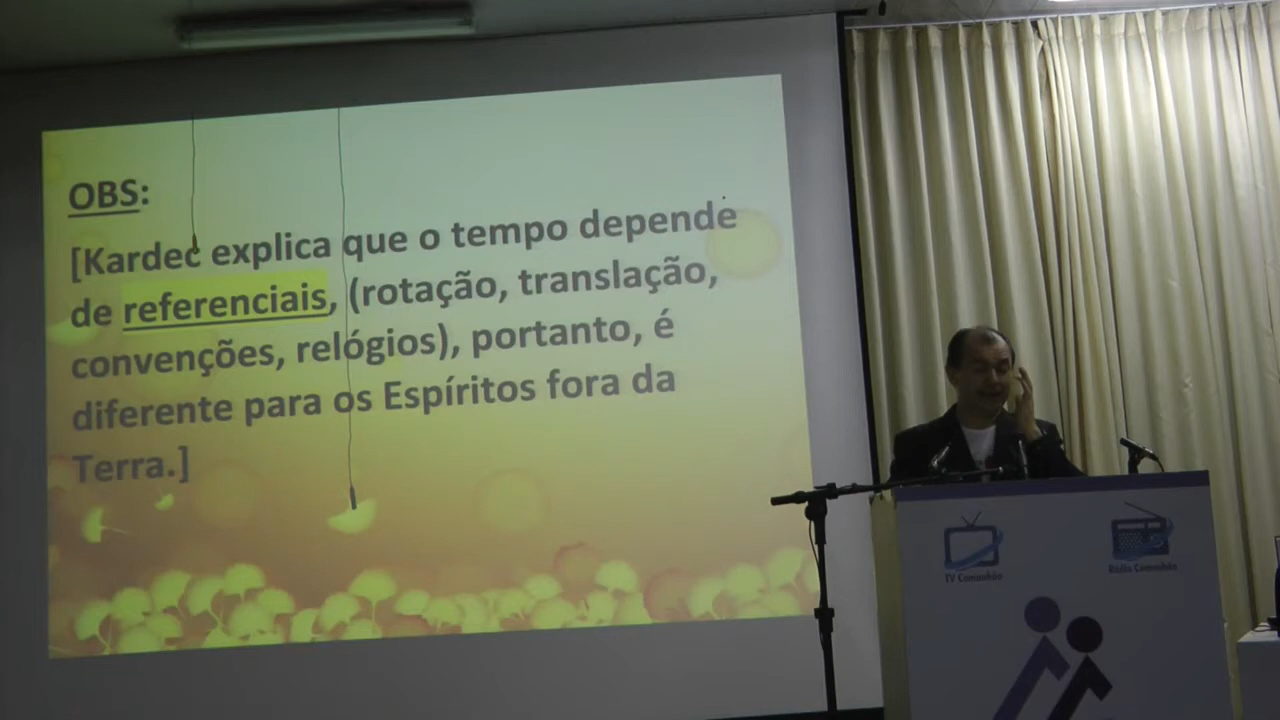 OBS:
[Kardec explica que o tempo depende
de referenciais, (rotação, translação,
convenções, relógios), portanto, é
diferente para os Espíritos fora da
Terra.]
TV Comunhão
Rádio Comunhão